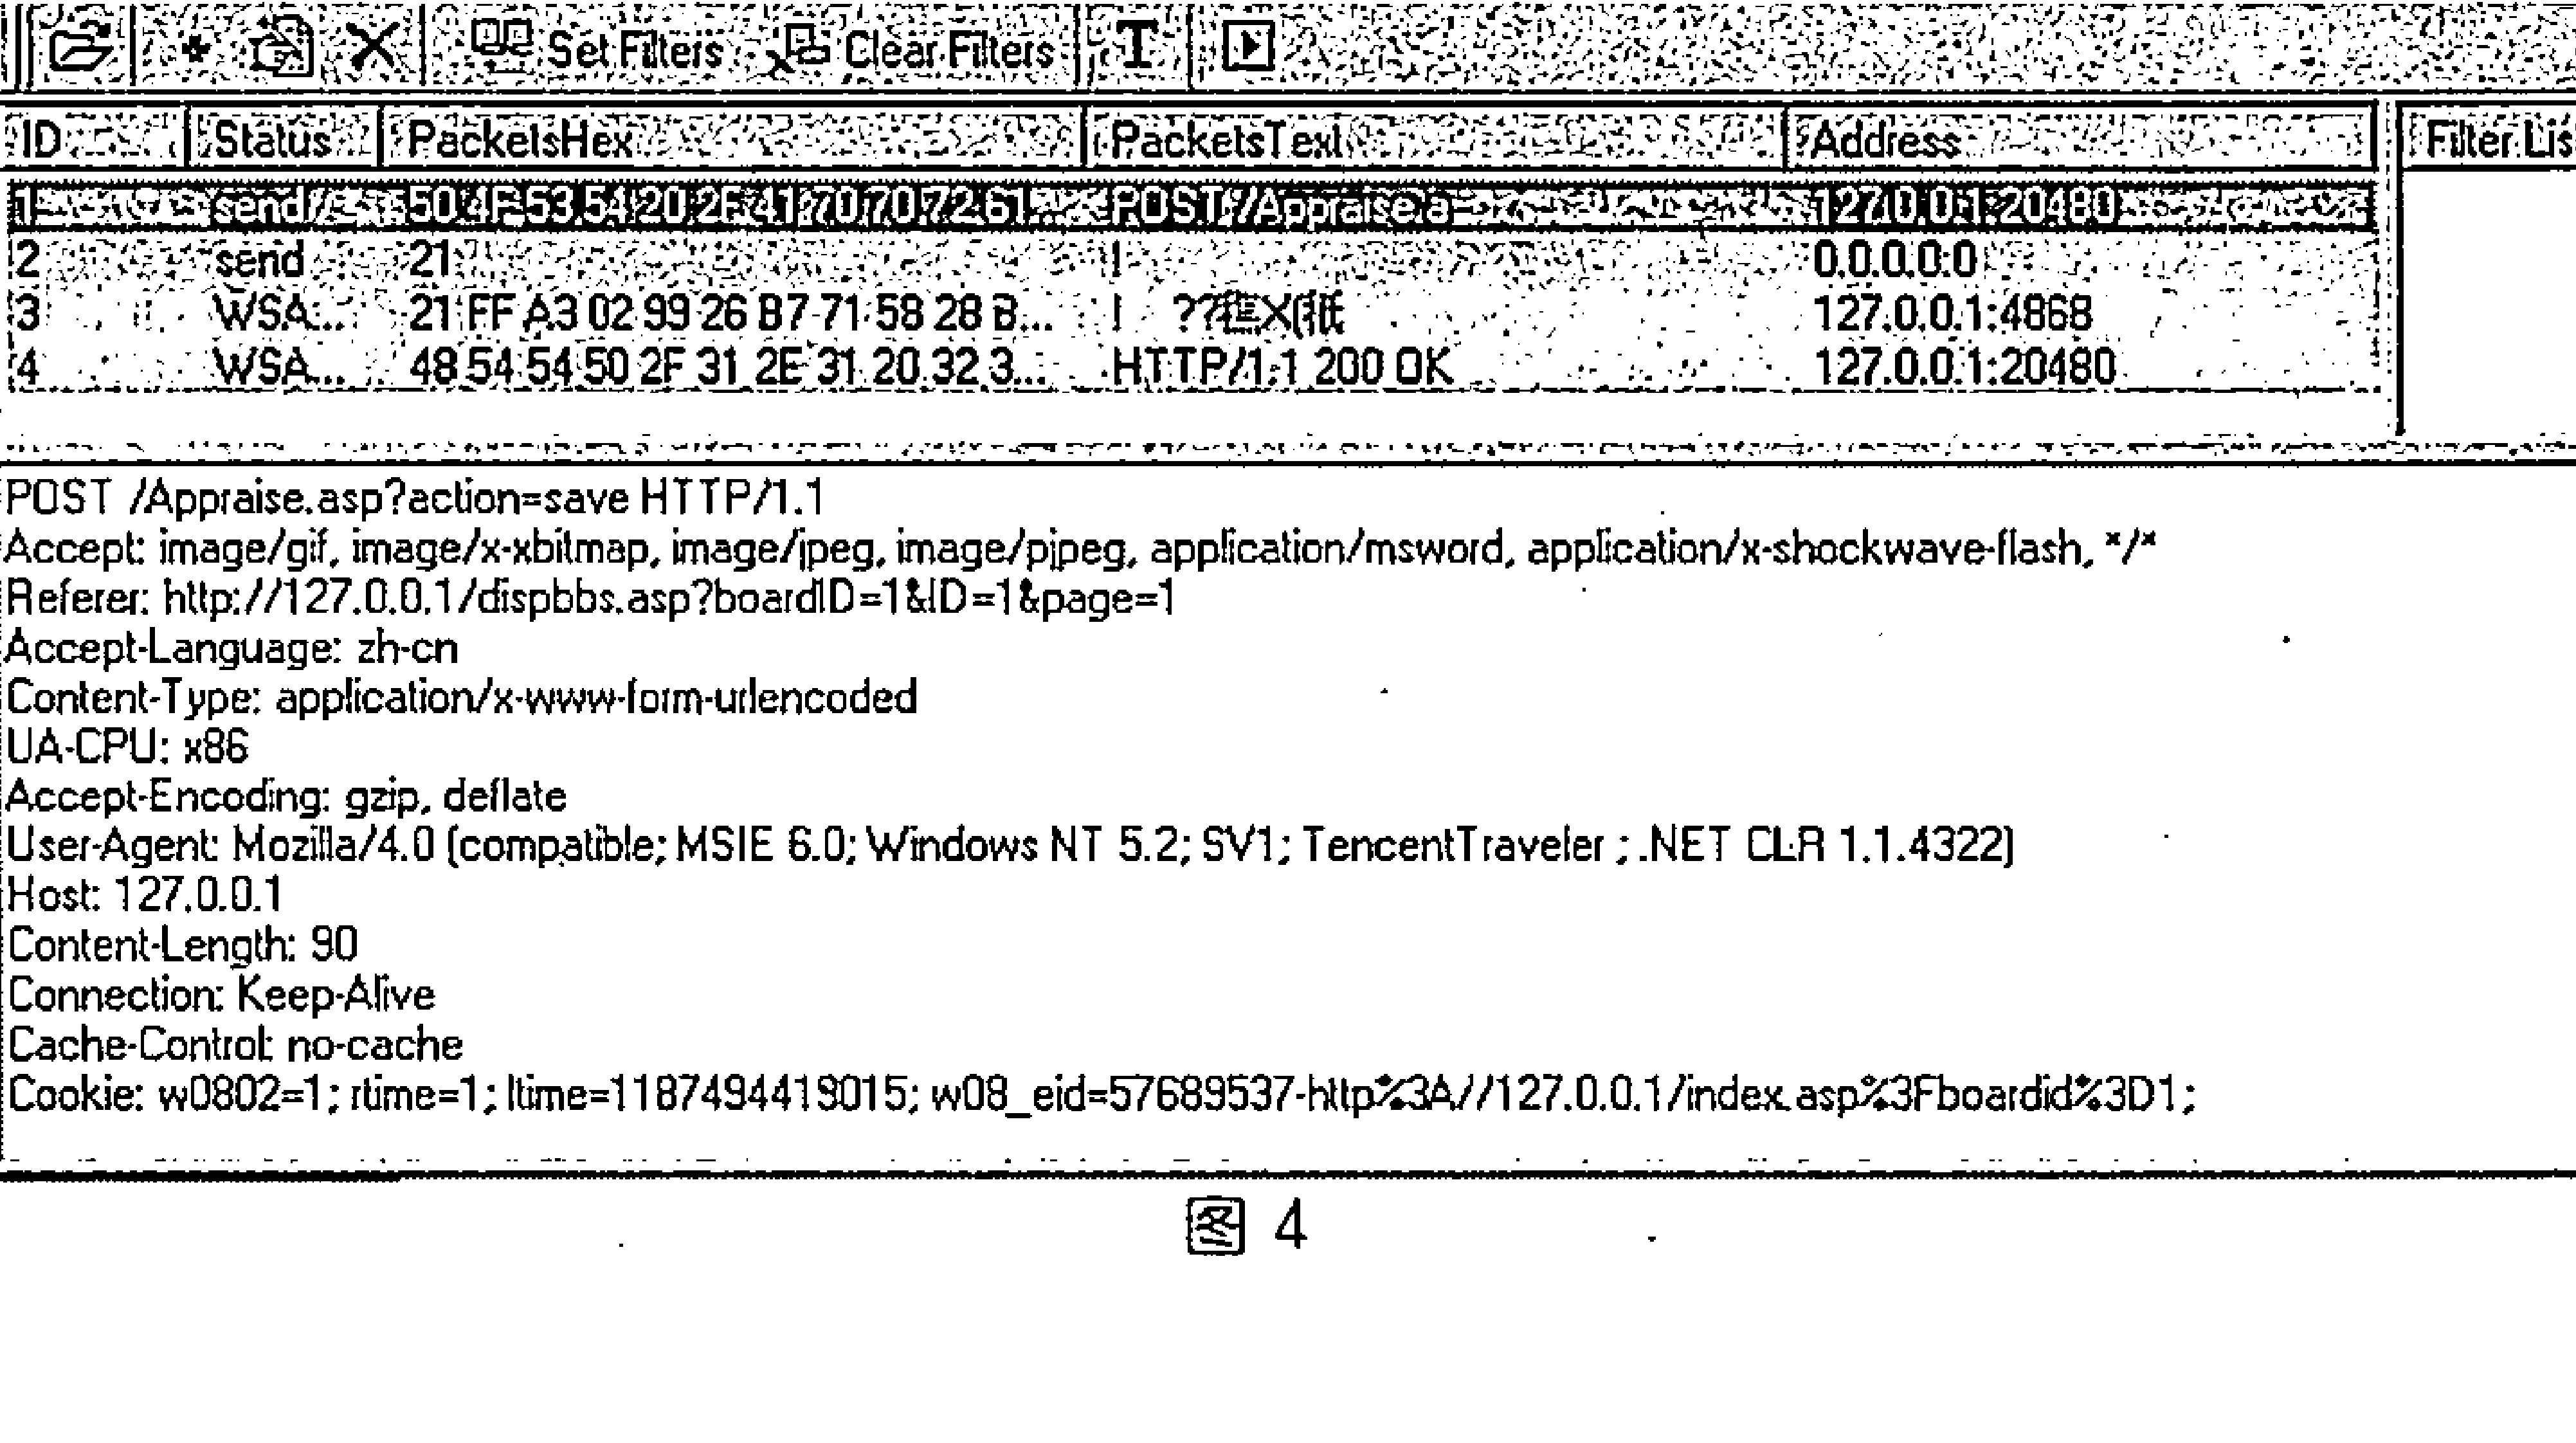 Set Filters Clear Filters T
ID Status PacketsHex PacketsText Address Filter Lis
1 send 50 4F 53 54 20 2F 41 70 70 72 61... POST /Appraise.a 127.0.0.1:20480
2 send 21 ! 0.0.0.0:0
3 WSA... 21 FF A3 02 99 26 B7 71 58 28 B... ! ?? X(
4 WSA... 48 54 54 50 2F 31 2E 31 20 32 3... HTTP/1.1 200 OK 127.0.0.1:20480
127.0.0.1:4868
POST /Appraise.asp?action=save HTTP/1.1
Accept: image/gif, image/x-xbitmap, image/jpeg, image/pjpeg, application/msword, application/x-shockwave-flash, */*
Referer: http://127.0.0.1/dispbbs.asp?boardID=1&ID=1&page=1
Accept-Language: zh-cn
Content-Type: application/x-www-form-urlencoded
UA-CPU: x86
Accept-Encoding: gzip, deflate
User-Agent: Mozilla/4.0 (compatible; MSIE 6.0; Windows NT 5.2; SV1; TencentTraveler ; .NET CLR 1.1.4322)
Host: 127.0.0.1
Content-Length: 90
Connection: Keep-Alive
Cache-Control: no-cache
Cookie: w0802=1; rtime=1; ltime=1187494419015; w08_eid=57689537-http%3A//127.0.0.1/index.asp%3Fboardid%3D1;
图 4